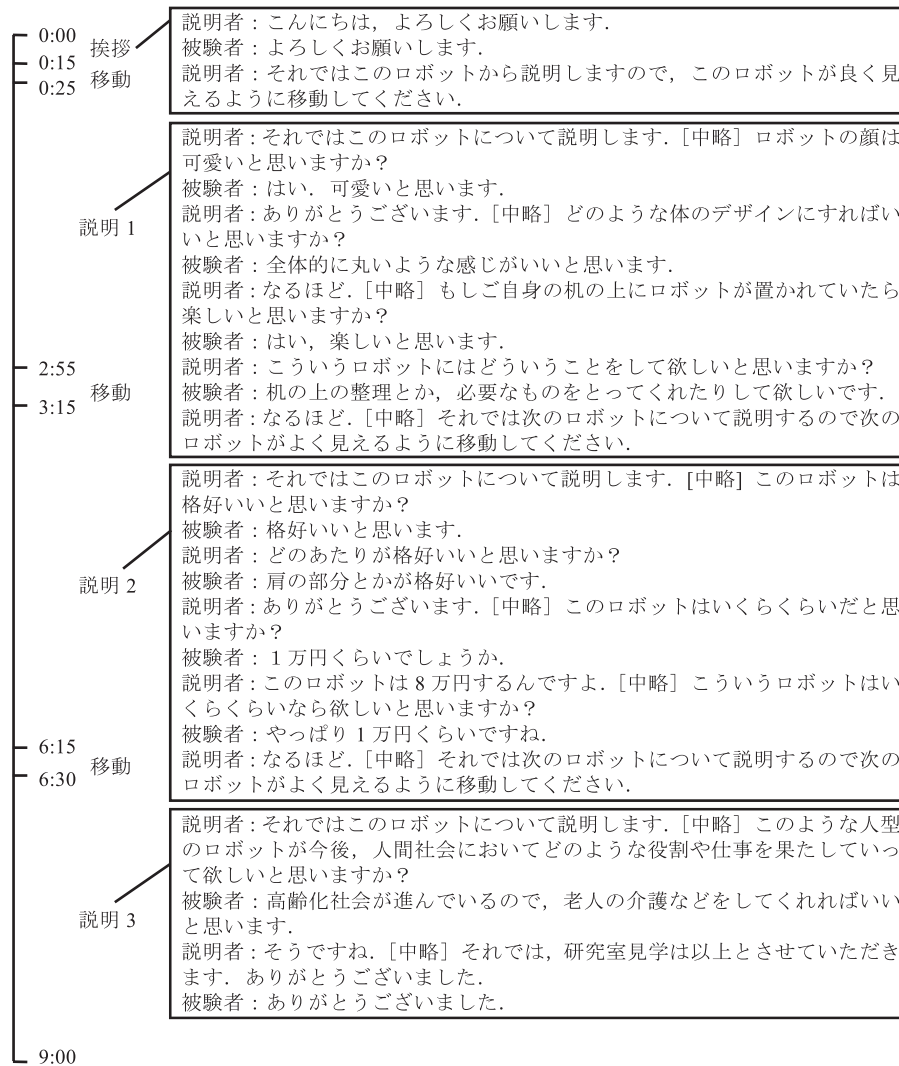 0:00
挨拶
0:15
移動
0:25
説明者：こんにちは，よろしくお願いします．
被験者：よろしくお願いします．
説明者：それではこのロボットから説明しますので，このロボットが良く見
えるように移動してください．
説明 1
説明者：それではこのロボットについて説明します．［中略］ロボットの顔は
可愛いと思いますか？
被験者：はい．可愛いと思います．
説明者：ありがとうございます．［中略］どのような体のデザインにすればい
いと思いますか？
被験者：全体的に丸いような感じがいいと思います．
説明者：なるほど．［中略］もしご自身の机の上にロボットが置かれていたら
楽しいと思いますか？
被験者：はい，楽しいと思います．
説明者：こういうロボットにはどういうことをして欲しいと思いますか？
被験者：机の上の整理とか，必要なものをとってくれたりして欲しいです．
説明者：なるほど．［中略］それでは次のロボットについて説明するので次の
ロボットがよく見えるように移動してください．
2:55
移動
3:15
説明 2
説明者：それではこのロボットについて説明します．[中略] このロボットは
格好いいと思いますか？
被験者：格好いいと思います．
説明者：どのあたりが格好いいと思いますか？
被験者：肩の部分とかが格好いいです．
説明者：ありがとうございます．［中略］このロボットはいくらくらいだと思
いますか？
被験者：１万円くらいでしょうか．
説明者：このロボットは 8 万円するんですよ．［中略］こういうロボットはい
くらくらいなら欲しいと思いますか？
被験者：やっぱり 1 万円くらいですね．
説明者：なるほど．［中略］それでは次のロボットについて説明するので次の
ロボットがよく見えるように移動してください．
6:15
移動
6:30
説明 3
説明者：それではこのロボットについて説明します．［中略］このような人型
のロボットが今後，人間社会においてどのような役割や仕事を果たしていっ
て欲しいと思いますか？
被験者：高齢化社会が進んでいるので，老人の介護などをしてくれればいい
と思います．
説明者：そうですね．［中略］それでは，研究室見学は以上とさせていただき
ます．ありがとうございました．
被験者：ありがとうございました．
9:00